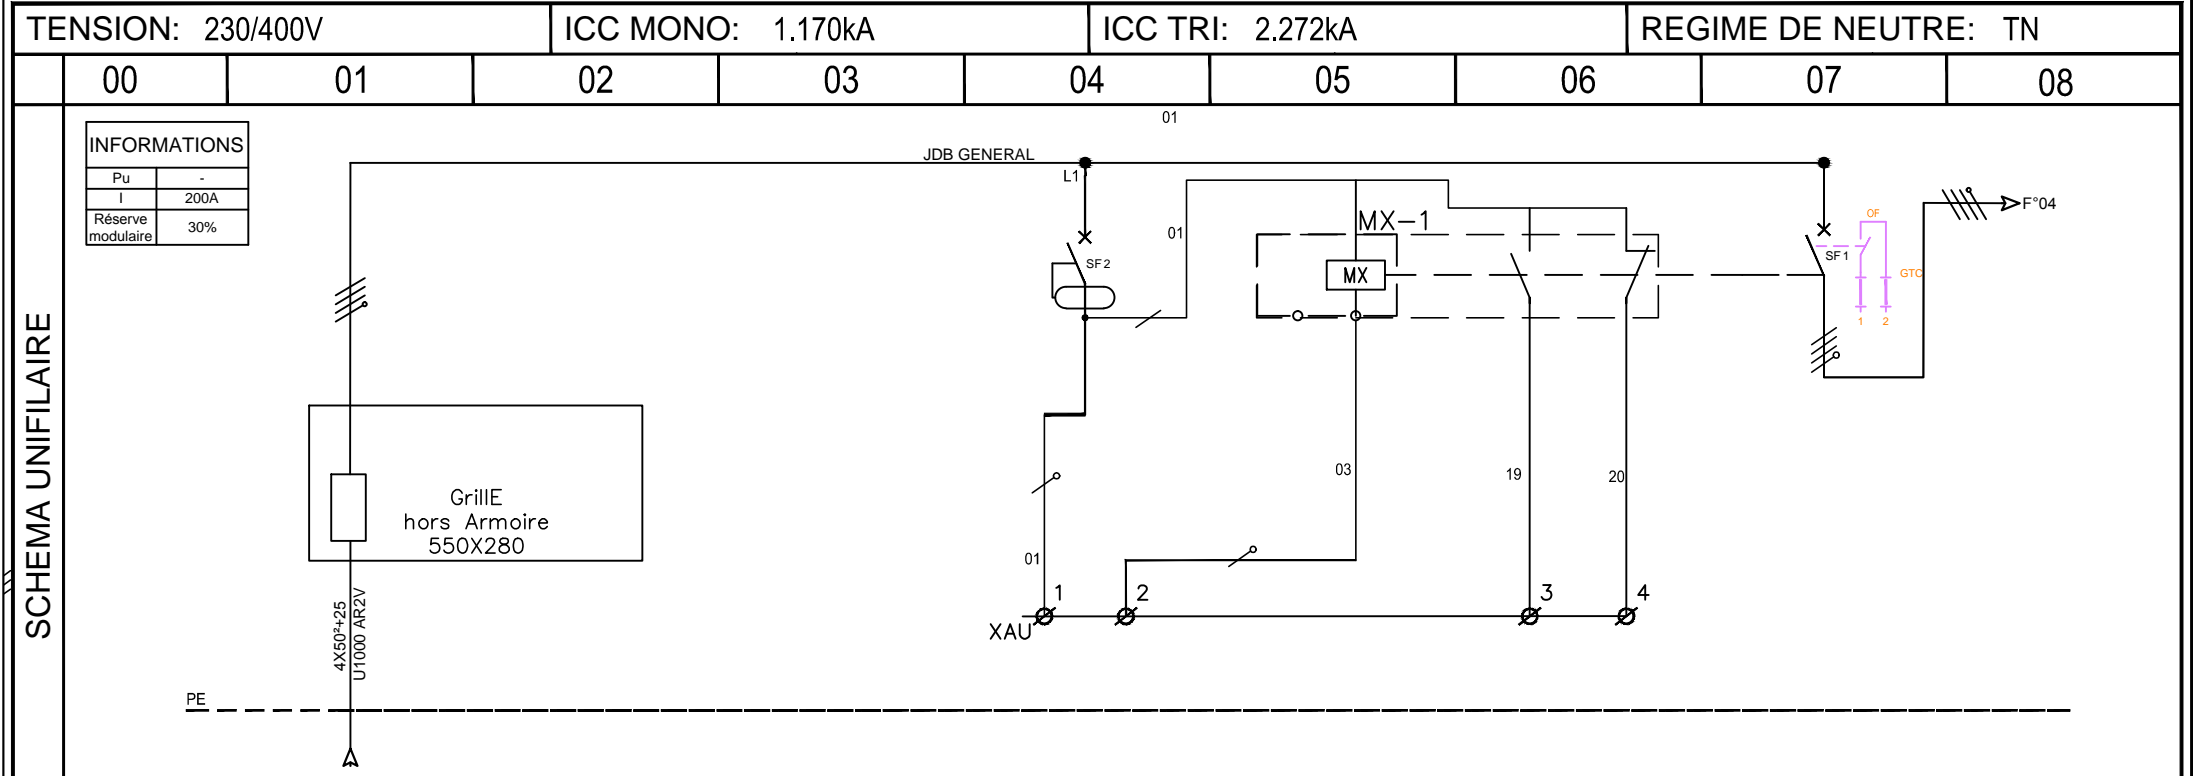 TENSION: 230/400V
ICC MONO: 1.170kA
ICC TRI: 2.272kA
REGIME DE NEUTRE: TN
00 01 02 03 04 05 06 07 08
SCHEMA UNIFILAIRE
INFORMATIONS
Pu -
I 200A
Réserve
modulaire
30%
01
JDB GENERAL
L1
SF2
01
MX-1
MX
SF1
OF
GTC
1 2
F°04
GrillE
hors Armoire
550X280
03
19
20
01
1
2
3
4
XAU
4X50²+25
U1000 AR2V
PE